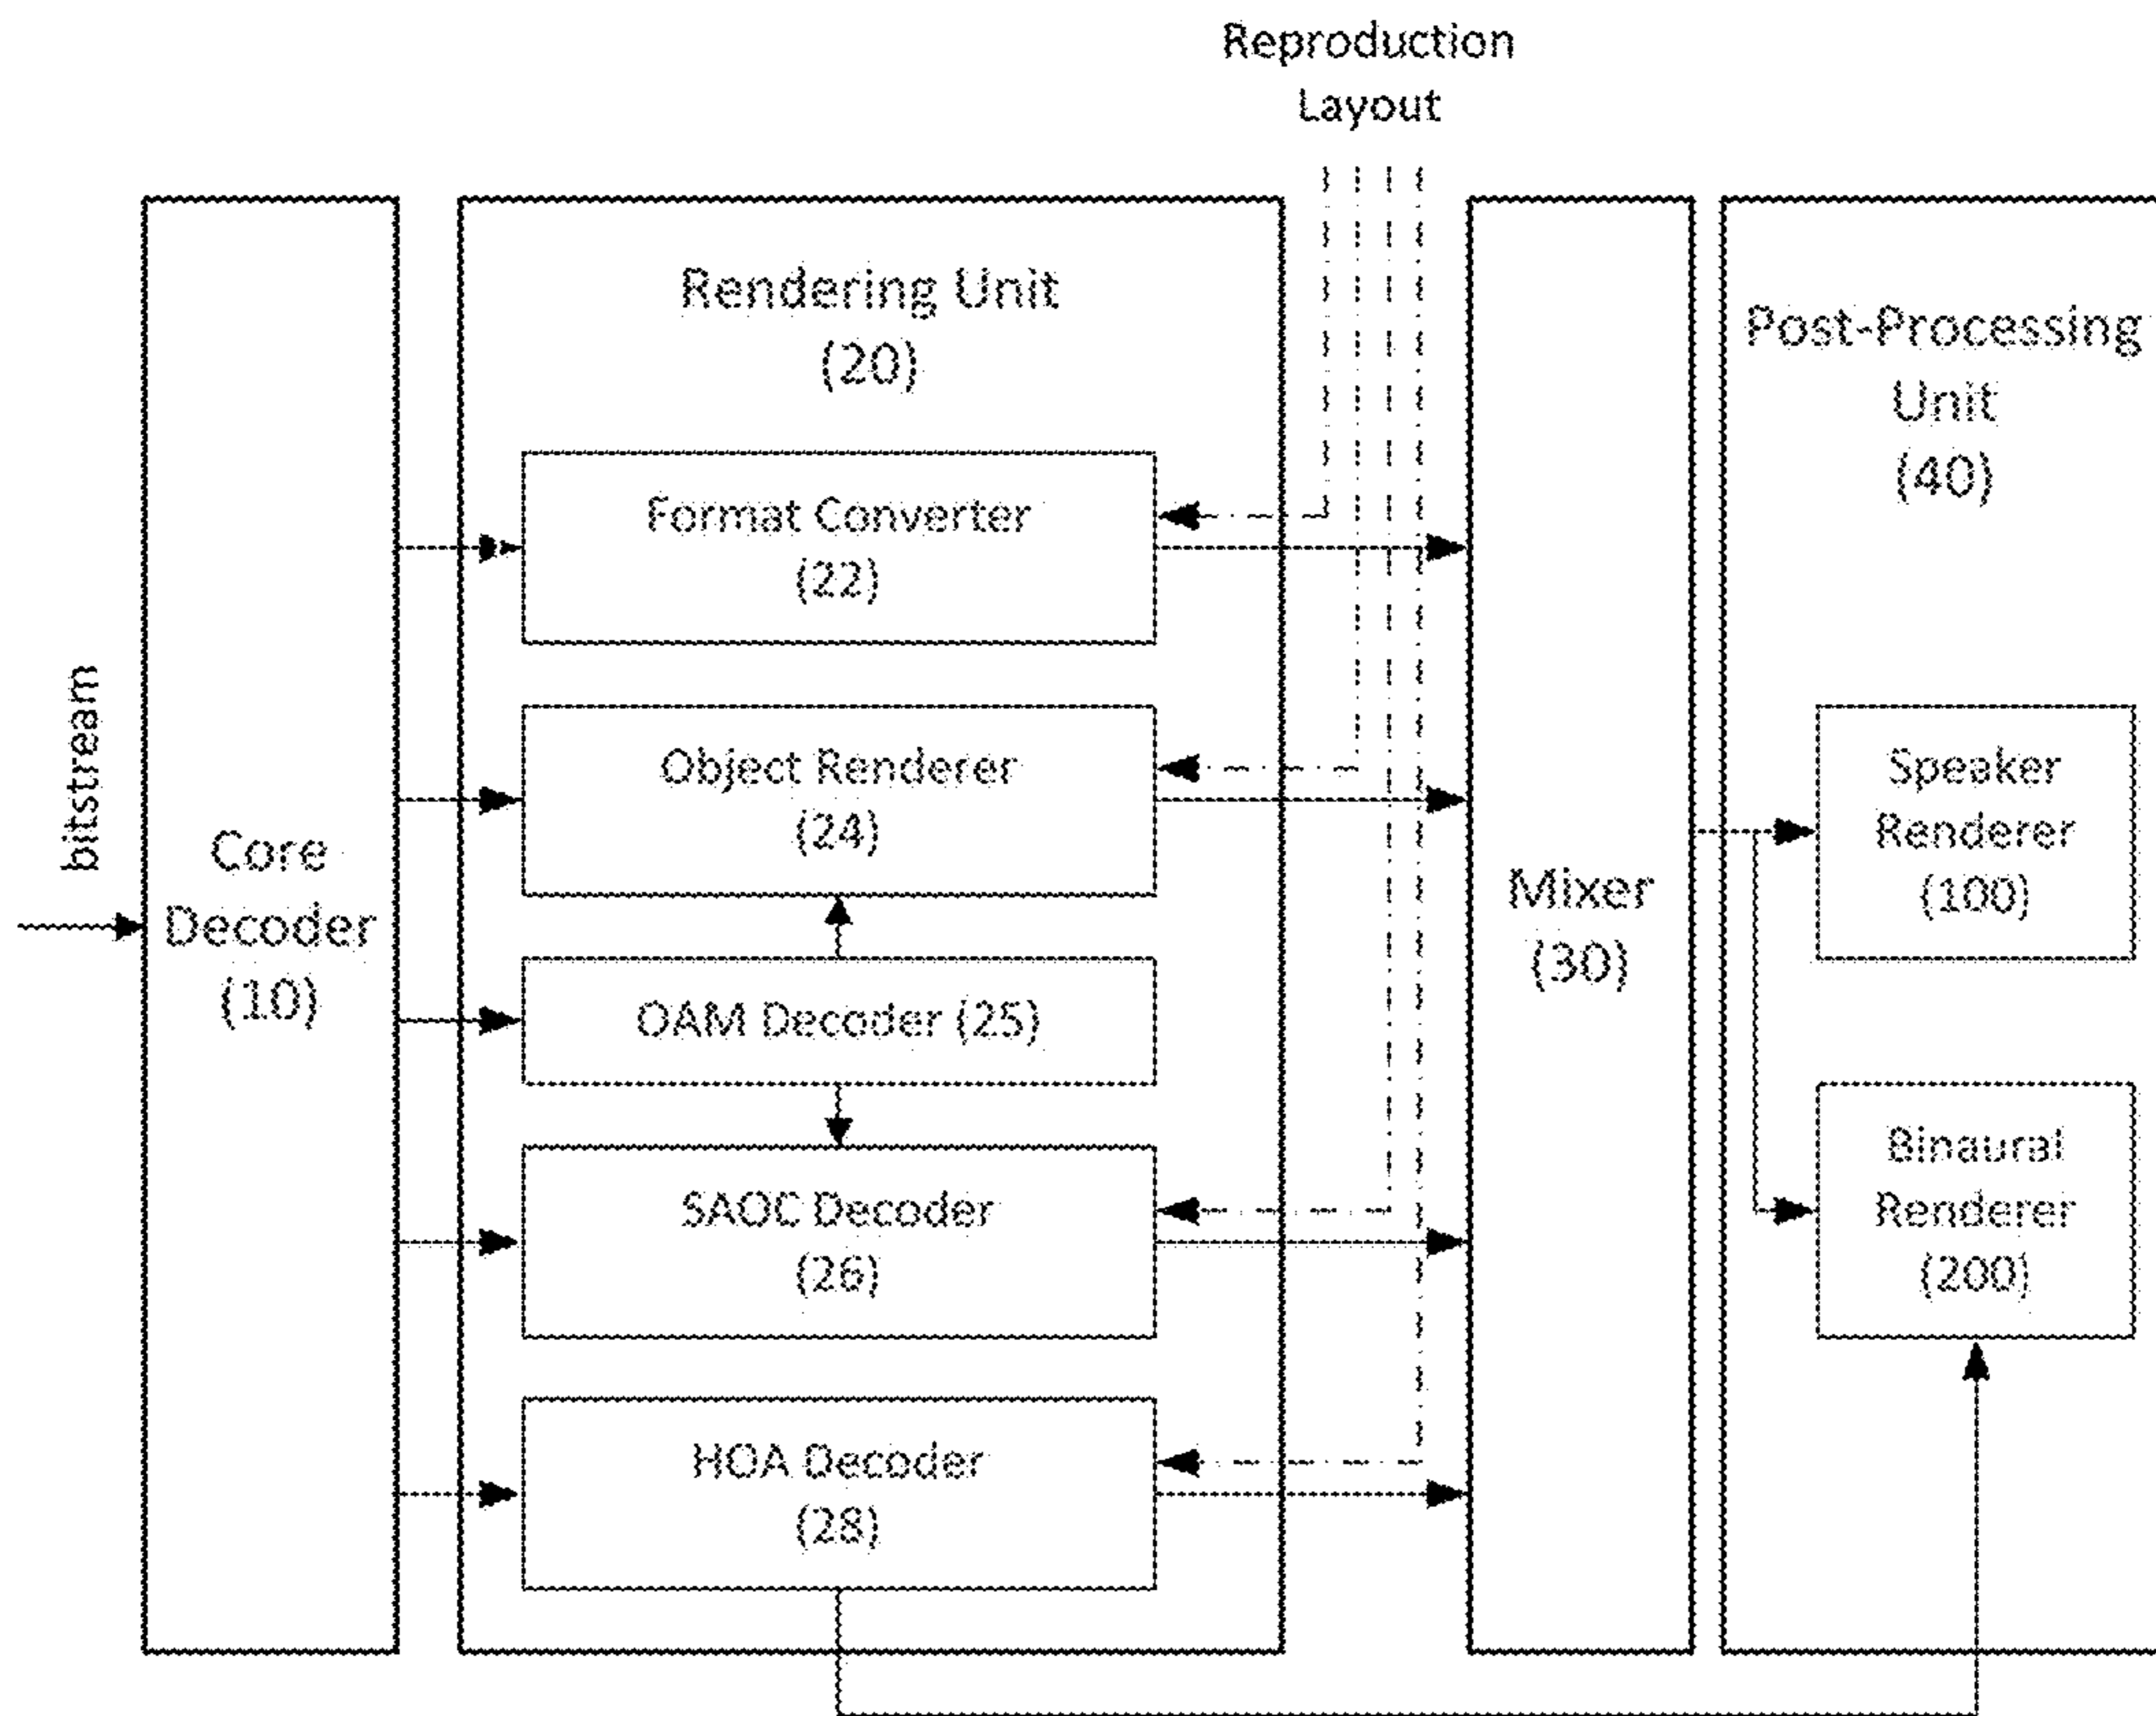 Reproduction
Layout
bitstream
Core
Decoder
(10)
Rendering Unit
(20)
Format Converter
(22)
Object Renderer
(24)
OAM Decoder (25)
SAOC Decoder
(26)
HOA Decoder
(28)
Mixer
(30)
Post-Processing
Unit
(40)
Speaker
Renderer
(100)
Binaural
Renderer
(200)